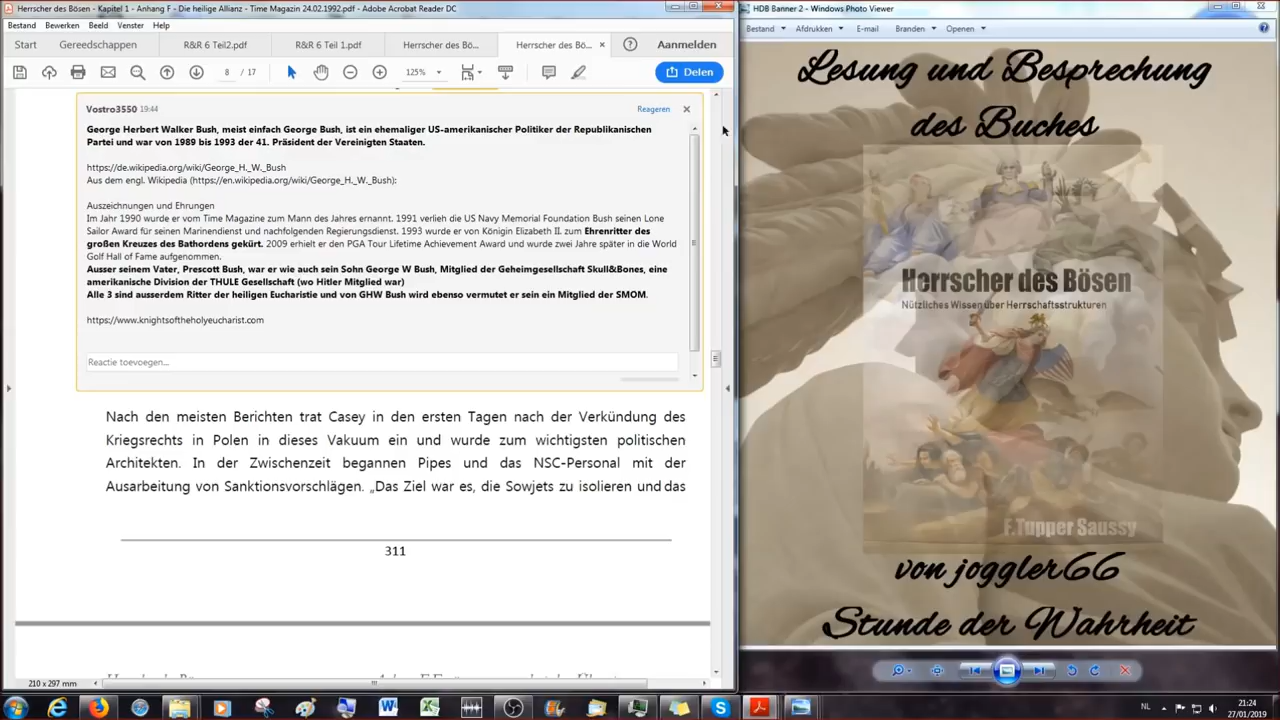 Herrscher des Bösen - Kapitel 1 - Anhang F - Die heilige Allianz - Time Magazin 24.02.1992.pdf - Adobe Acrobat Reader DC
Bestand Bewerken Beeld Venster Help
Start Gereedschappen R&R 6 Teil2.pdf R&R 6 Teil 1.pdf Herrscher des Bö... Herrscher des Bö... × ? Aanmelden
8 / 17 125% Delen
Vostro3550 19:44 Reageren
George Herbert Walker Bush, meist einfach George Bush, ist ein ehemaliger US-amerikanischer Politiker der Republikanischen
Partei und war von 1989 bis 1993 der 41. Präsident der Vereinigten Staaten.
https://de.wikipedia.org/wiki/George_H._W._Bush
Aus dem engl. Wikipedia (https://en.wikipedia.org/wiki/George_H._W._Bush):
Auszeichnungen und Ehrungen
Im Jahr 1990 wurde er vom Time Magazine zum Mann des Jahres ernannt. 1991 verlieh die US Navy Memorial Foundation Bush seinen Lone
Sailor Award für seinen Marinendienst und nachfolgenden Regierungsdienst. 1993 wurde er von Königin Elizabeth II. zum Ehrenritter des
großen Kreuzes des Bathordens gekürt. 2009 erhielt er den PGA Tour Lifetime Achievement Award und wurde zwei Jahre später in die World
Golf Hall of Fame aufgenommen.
Ausser seinem Vater, Prescott Bush, war er wie auch sein Sohn George W Bush, Mitglied der Geheimgesellschaft Skull&Bones, eine
amerikanische Division der THULE Gesellschaft (wo Hitler Mitglied war)
Alle 3 sind ausserdem Ritter der heiligen Eucharistie und von GHW Bush wird ebenso vermutet er sein ein Mitglied der SMOM.
https://www.knightsoftheholyeucharist.com
Reactie toevoegen...
Nach den meisten Berichten trat Casey in den ersten Tagen nach der Verkündung des
Kriegsrechts in Polen in dieses Vakuum ein und wurde zum wichtigsten politischen
Architekten. In der Zwischenzeit begannen Pipes und das NSC-Personal mit der
Ausarbeitung von Sanktionsvorschlägen. „Das Ziel war es, die Sowjets zu isolieren und das
311
210 x 297 mm
HDB Banner 2 - Windows Photo Viewer
Bestand Afdrukken E-mail Branden Openen
Lesung und Besprechung
des Buches
Herrscher des Bösen
Nützliches Wissen über Herrschaftsstrukturen
F.Tupper Saussy
von joggler66
Stunde der Wahrheit
NL 21:24
27/01/2019